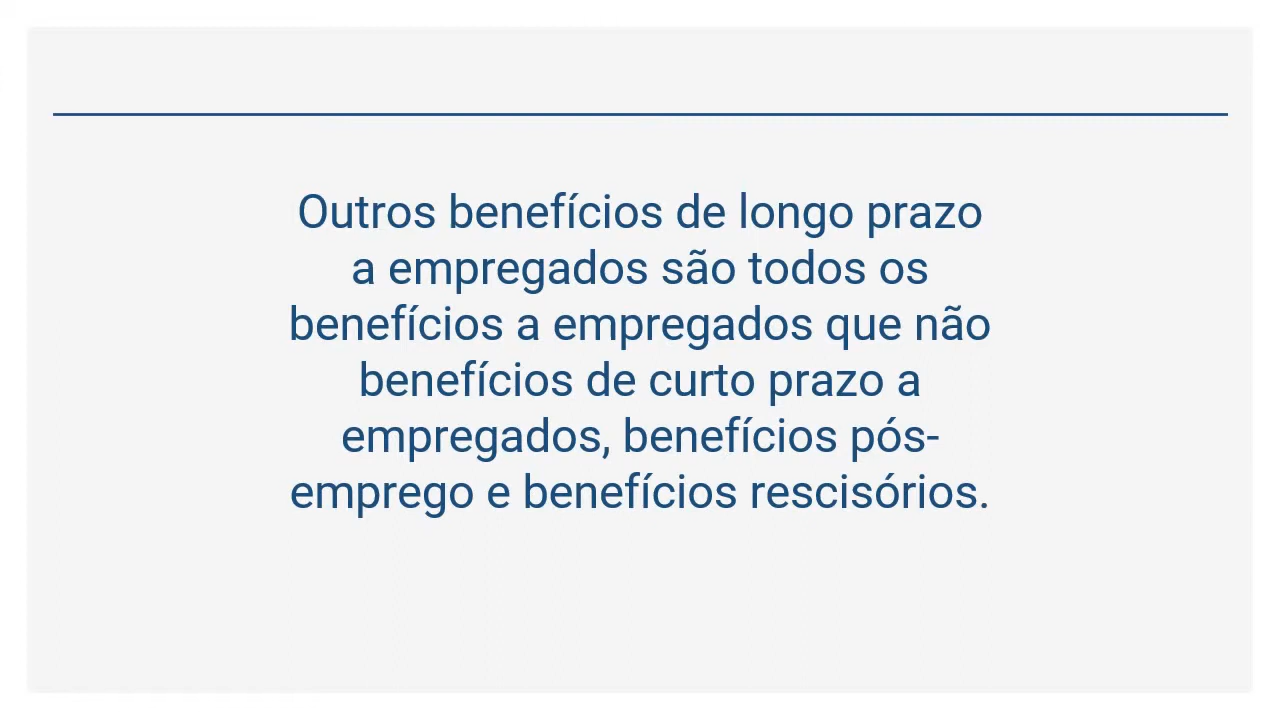 Outros benefícios de longo prazo
a empregados são todos os
benefícios a empregados que não
benefícios de curto prazo a
empregados, benefícios pós-
emprego e benefícios rescisórios.